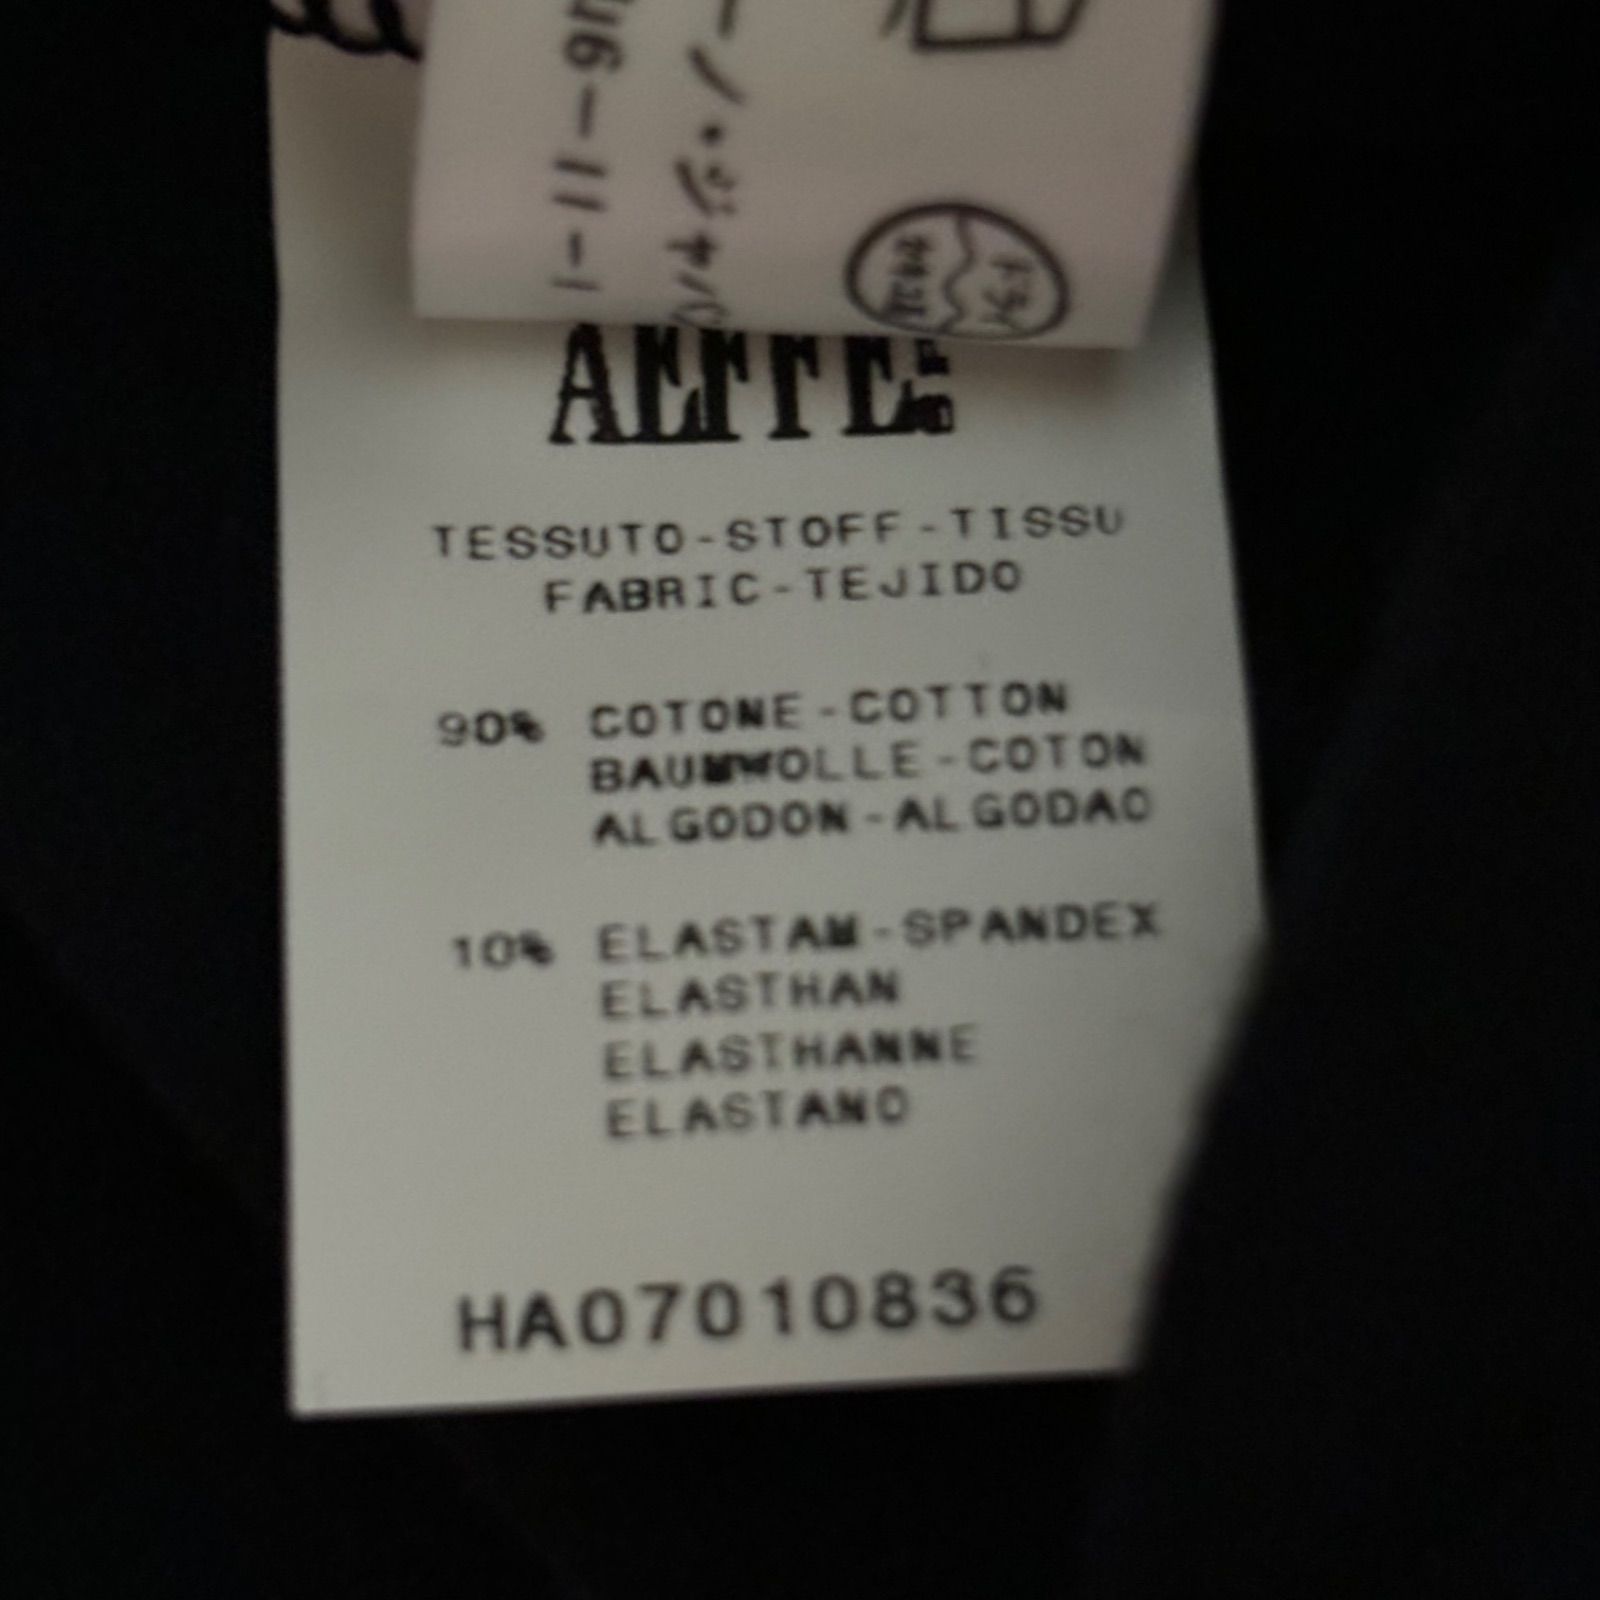 TESSUTO-STOFF-TISSU
FABRIC-TEJIDO
90% COTONE-COTTON
BAUMWOLLE-COTON
ALGODON-ALGODAO
10% ELASTAM-SPANDEX
ELASTHAN
ELASTHANNE
ELASTANO
HA07010836